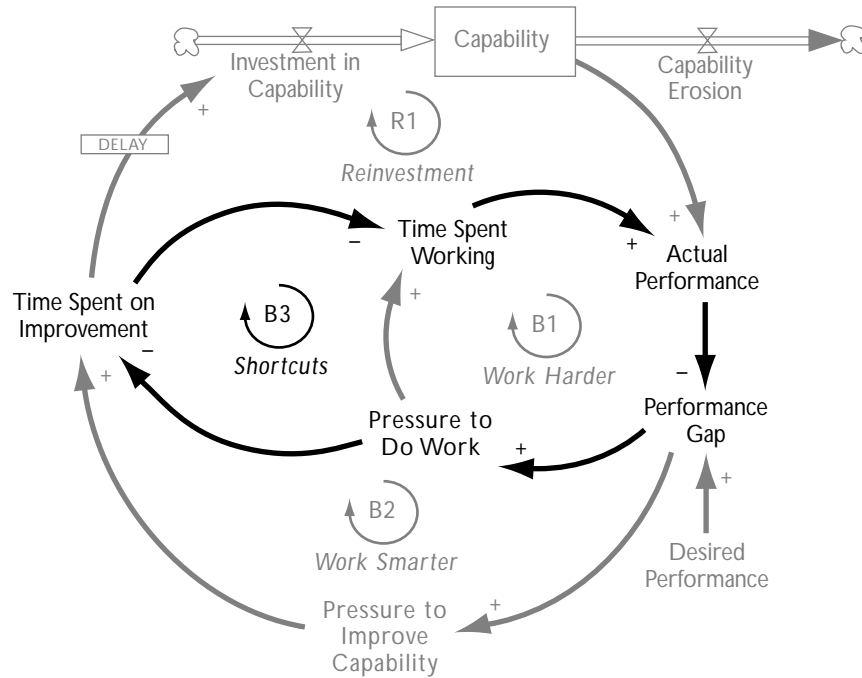 Capability
Investment in
Capability
Capability
Erosion
+
DELAY
R1
Reinvestment
+
Time Spent
Working
−
+
Actual
Performance
Time Spent on
Improvement
+
B3
Shortcuts
B1
Work Harder
−
+
−
Pressure to
Do Work
+
Performance
Gap
+
B2
Work Smarter
Desired
Performance
+
Pressure to
Improve
Capability